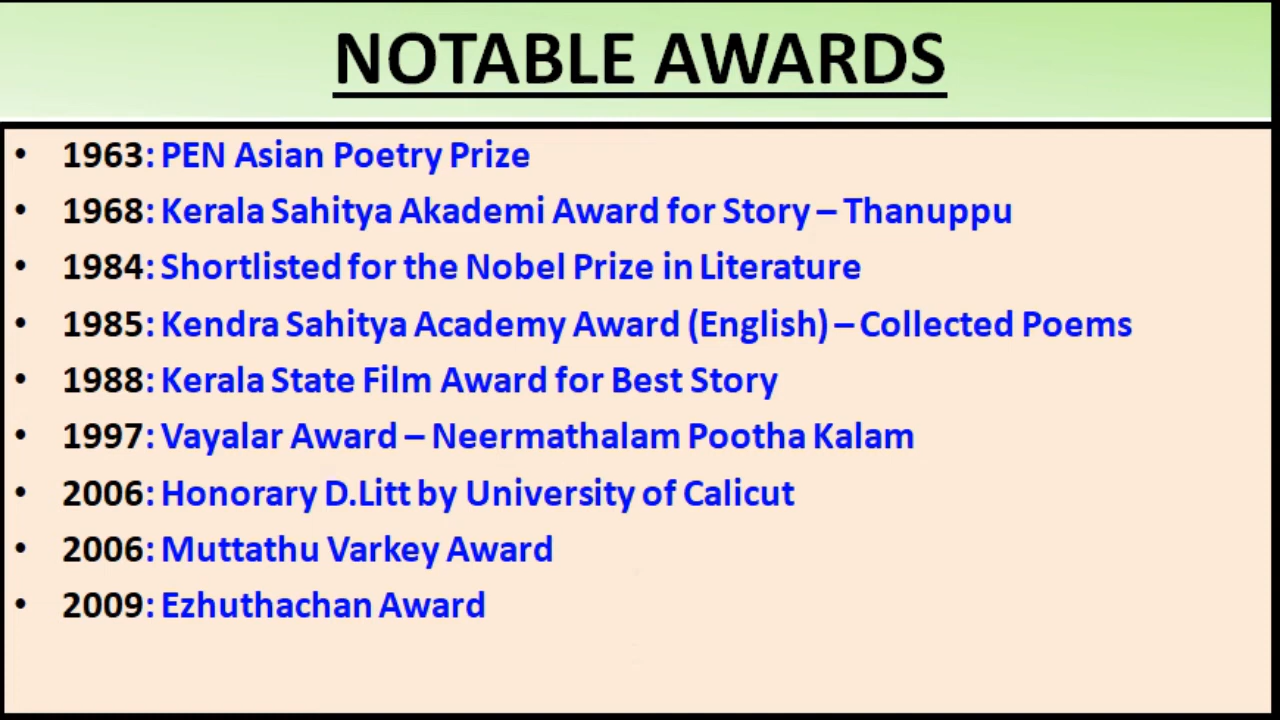 NOTABLE AWARDS
• 1963: PEN Asian Poetry Prize
• 1968: Kerala Sahitya Akademi Award for Story – Thanuppu
• 1984: Shortlisted for the Nobel Prize in Literature
• 1985: Kendra Sahitya Academy Award (English) – Collected Poems
• 1988: Kerala State Film Award for Best Story
• 1997: Vayalar Award – Neermathalam Pootha Kalam
• 2006: Honorary D.Litt by University of Calicut
• 2006: Muttathu Varkey Award
• 2009: Ezhuthachan Award